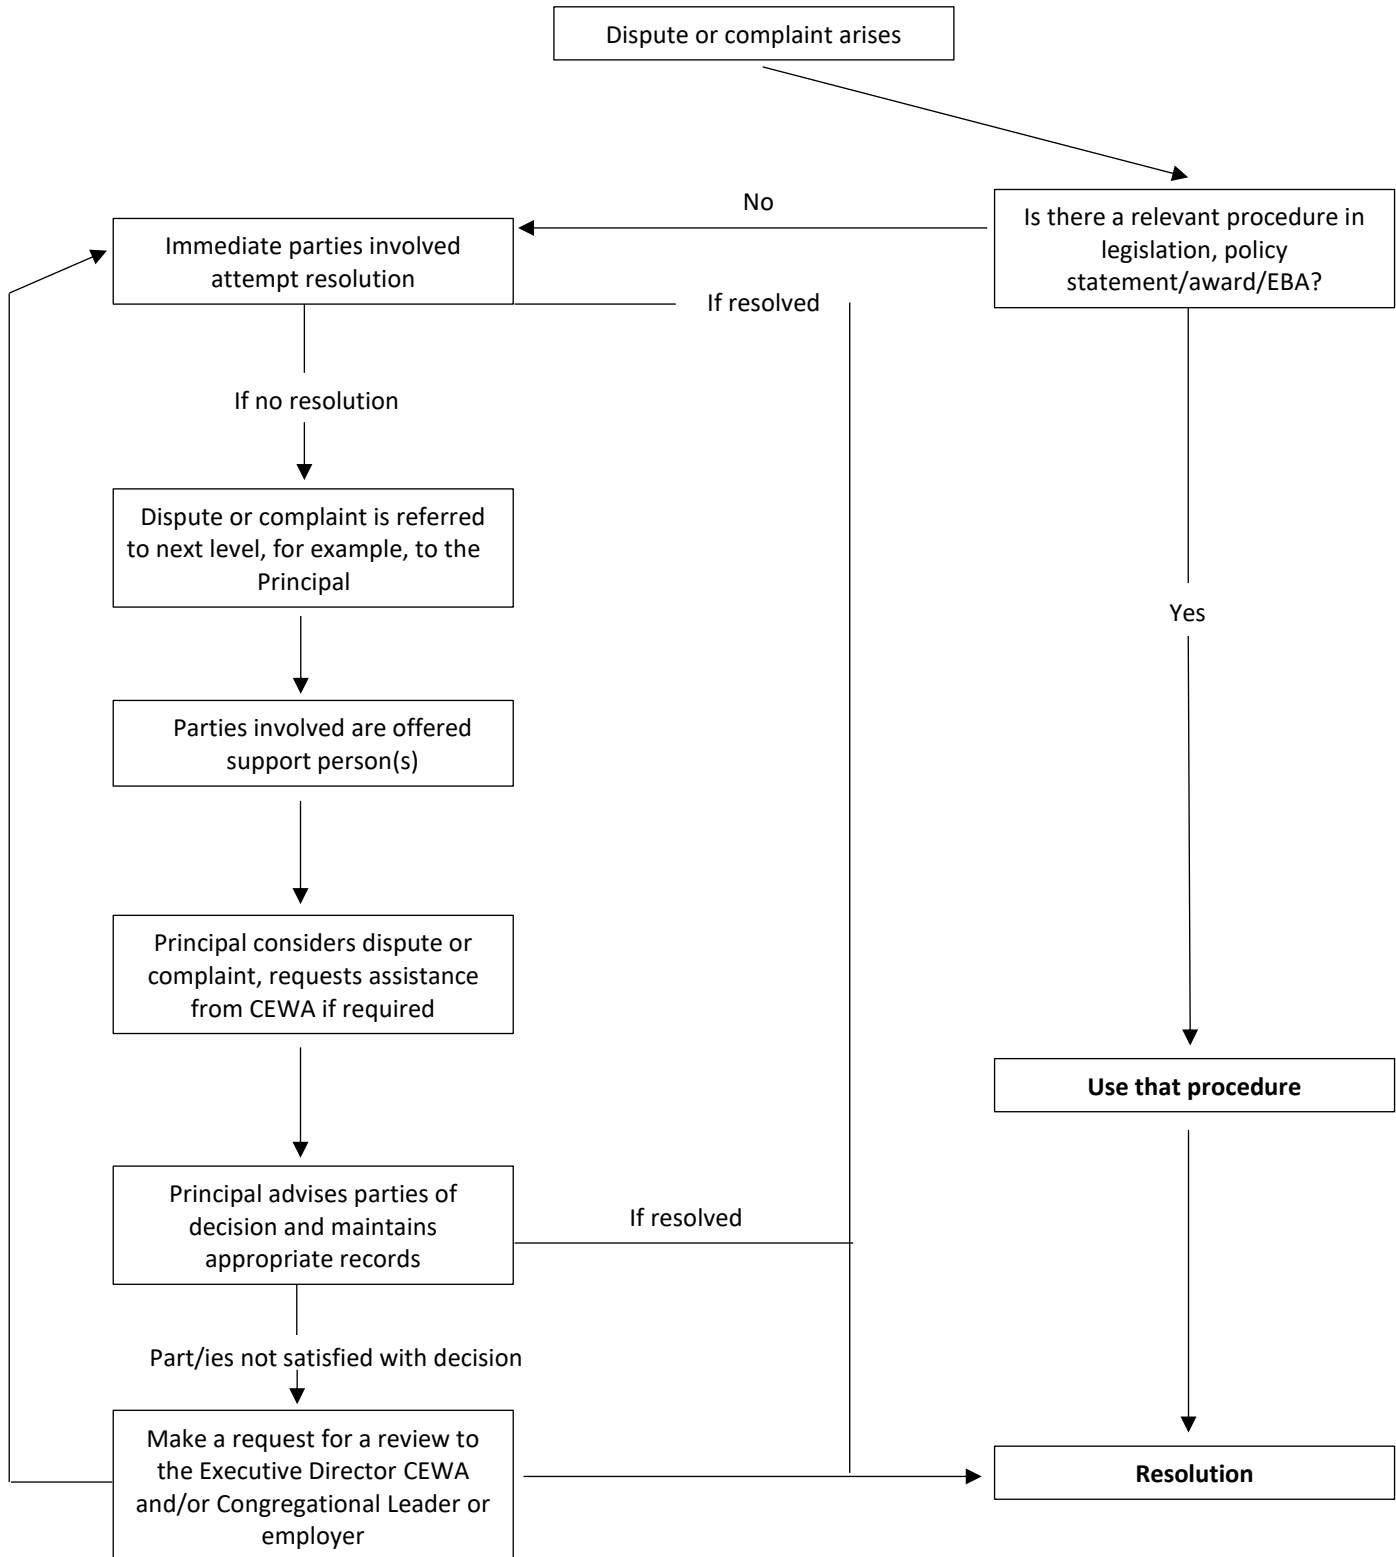 Dispute or complaint arises
No
Is there a relevant procedure in
legislation, policy
statement/award/EBA?
Immediate parties involved
attempt resolution
If resolved
If no resolution
Dispute or complaint is referred
to next level, for example, to the
Principal
Yes
Parties involved are offered
support person(s)
Principal considers dispute or
complaint, requests assistance
from CEWA if required
Use that procedure
Principal advises parties of
decision and maintains
appropriate records
If resolved
Part/ies not satisfied with decision
Make a request for a review to
the Executive Director CEWA
and/or Congregational Leader or
employer
Resolution